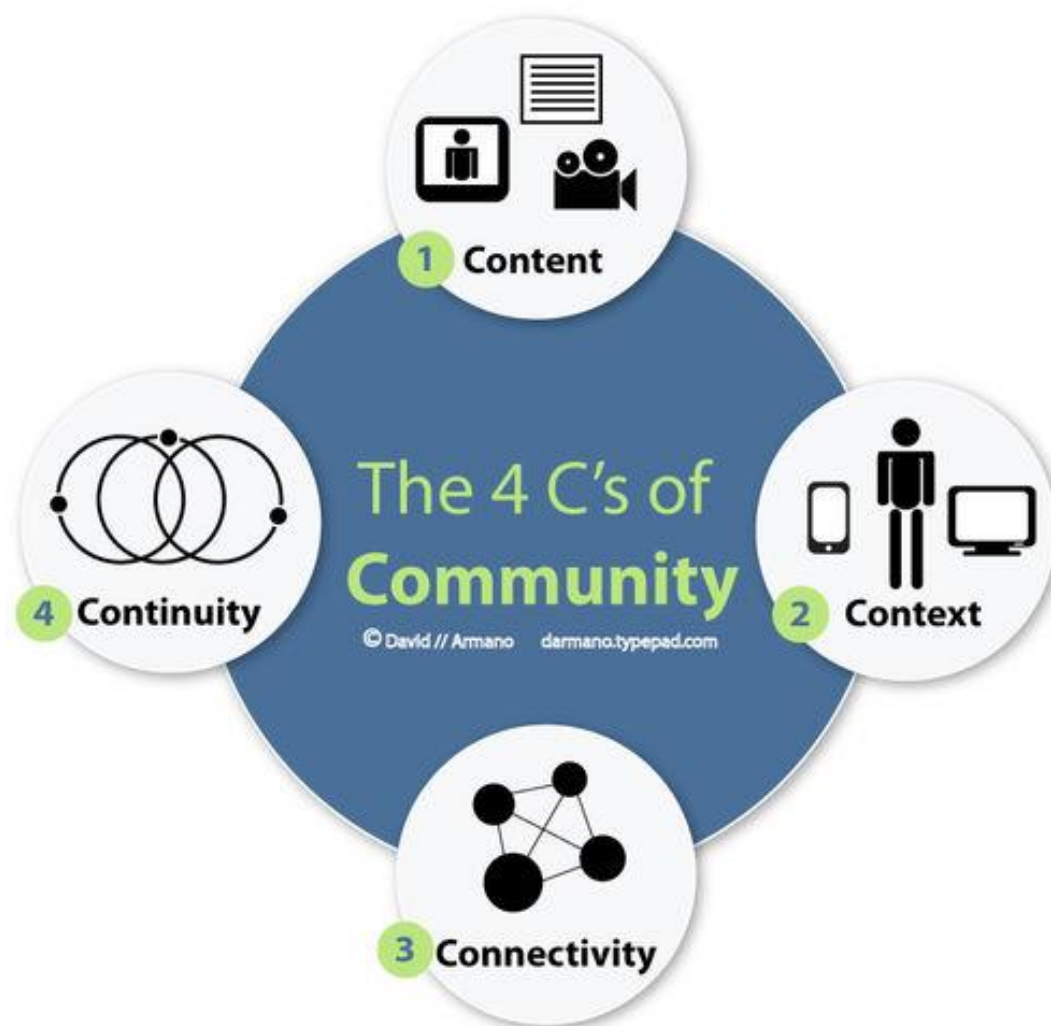 1 Content
The 4 C's of
Community
© David // Armano darmano.typepad.com
2 Context
3 Connectivity
4 Continuity